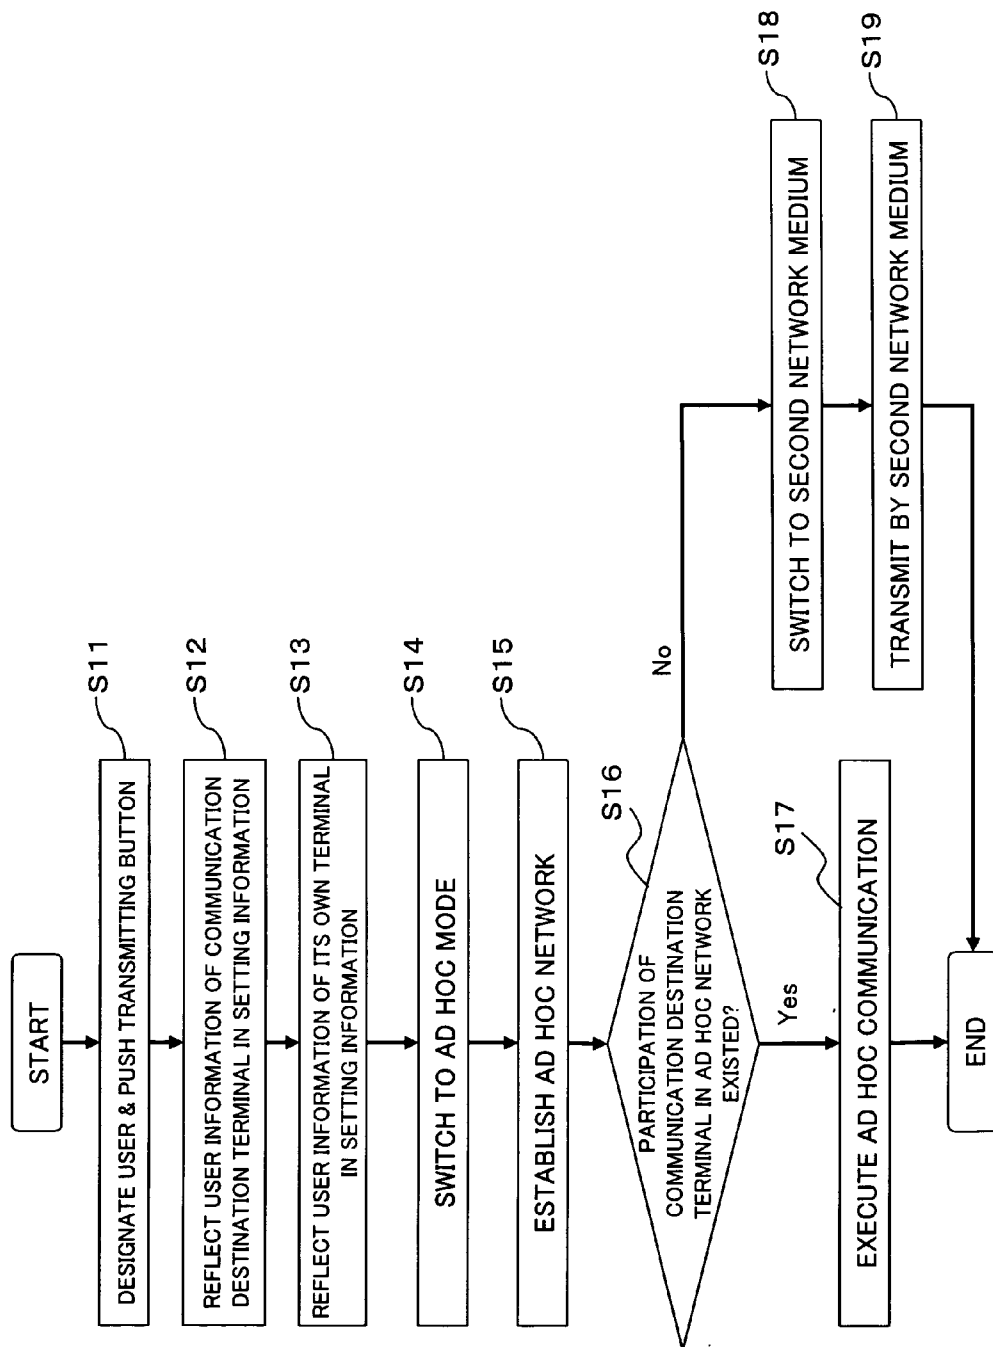 START
DESIGNATE USER & PUSH TRANSMITTING BUTTON
S11
REFLECT USER INFORMATION OF COMMUNICATION
DESTINATION TERMINAL IN SETTING INFORMATION
S12
REFLECT USER INFORMATION OF ITS OWN TERMINAL
IN SETTING INFORMATION
S13
SWITCH TO AD HOC MODE
S14
ESTABLISH AD HOC NETWORK
S15
PARTICIPATION OF
COMMUNICATION DESTINATION
TERMINAL IN AD HOC NETWORK
EXISTED?
S16
No
Yes
EXECUTE AD HOC COMMUNICATION
S17
SWITCH TO SECOND NETWORK MEDIUM
S18
TRANSMIT BY SECOND NETWORK MEDIUM
S19
END